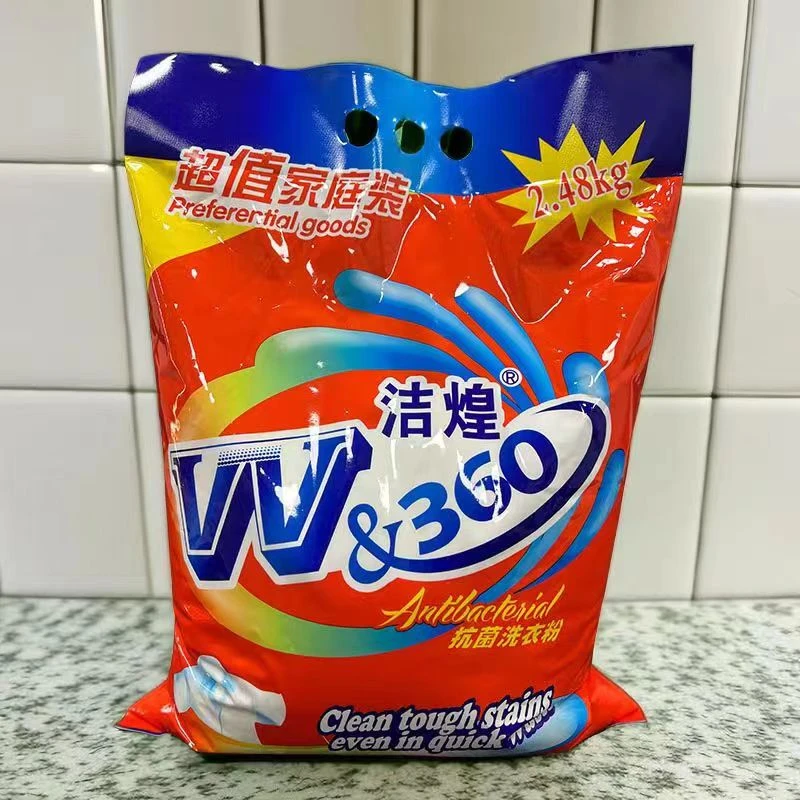 超值家庭装
Preferential goods
2.48kg
洁煌®
W&360
Antibacterial
抗菌洗衣粉
Clean tough stains
even in quick